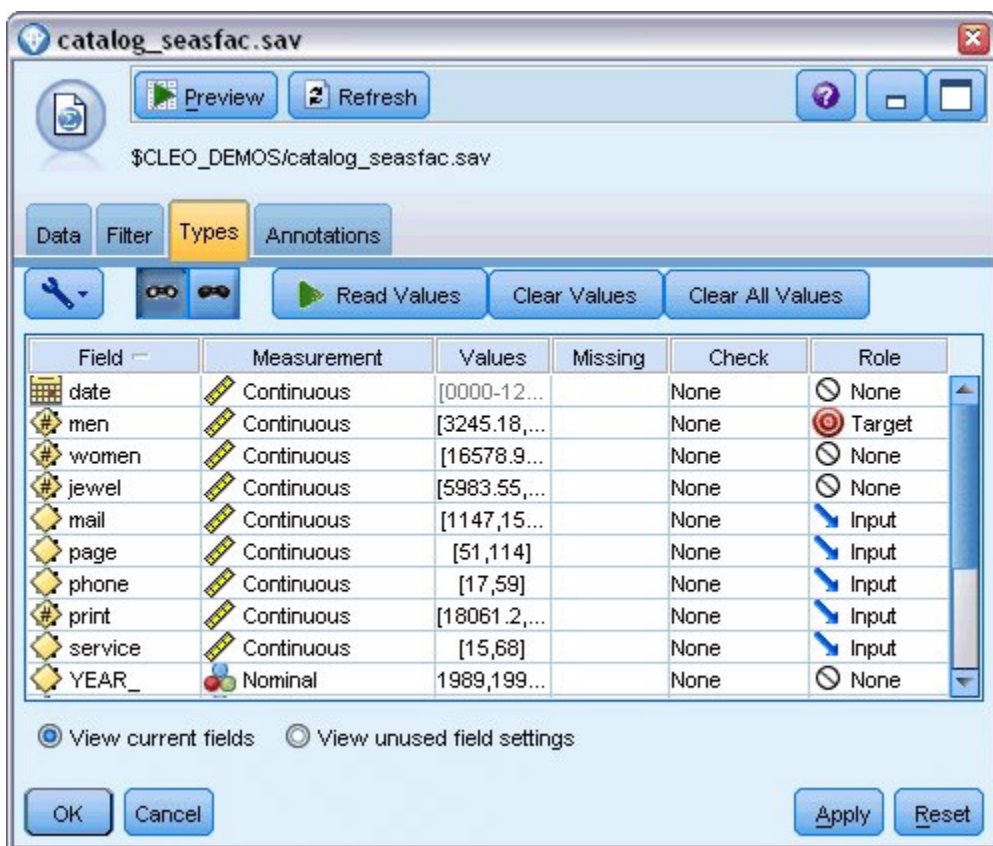 catalog_seasfac.sav
Preview Refresh
$CLEO_DEMOS/catalog_seasfac.sav
Data Filter Types Annotations
Read Values Clear Values Clear All Values
Field Measurement Values Missing Check Role
date Continuous [0000-12... None None
men Continuous [3245.18,... None Target
women Continuous [16578.9... None None
jewel Continuous [5983.55,... None None
mail Continuous [1147,15... None Input
page Continuous [51,114] None Input
phone Continuous [17,59] None Input
print Continuous [18061.2,... None Input
service Continuous [15,68] None Input
YEAR_ Nominal 1989,199... None None
View current fields View unused field settings
OK Cancel Apply Reset